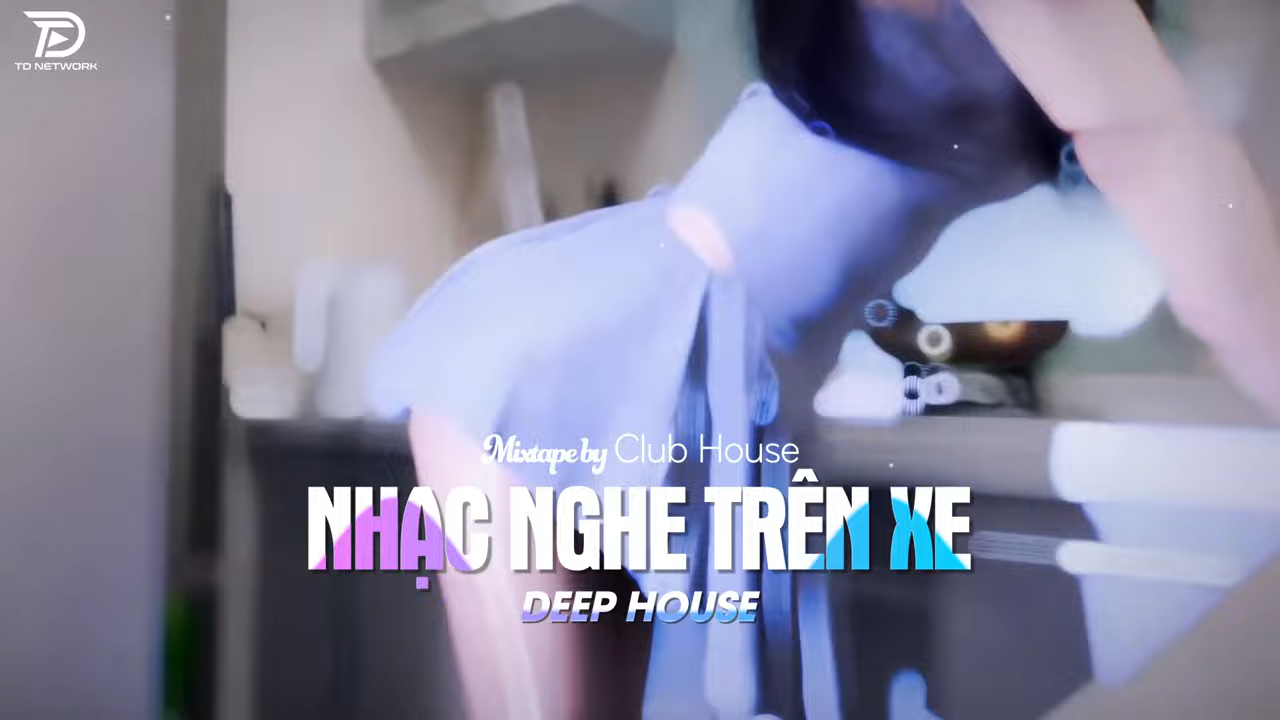 TD NETWORK
Mixtape by Club House
NHẠC NGHE TRÊN XE
DEEP HOUSE